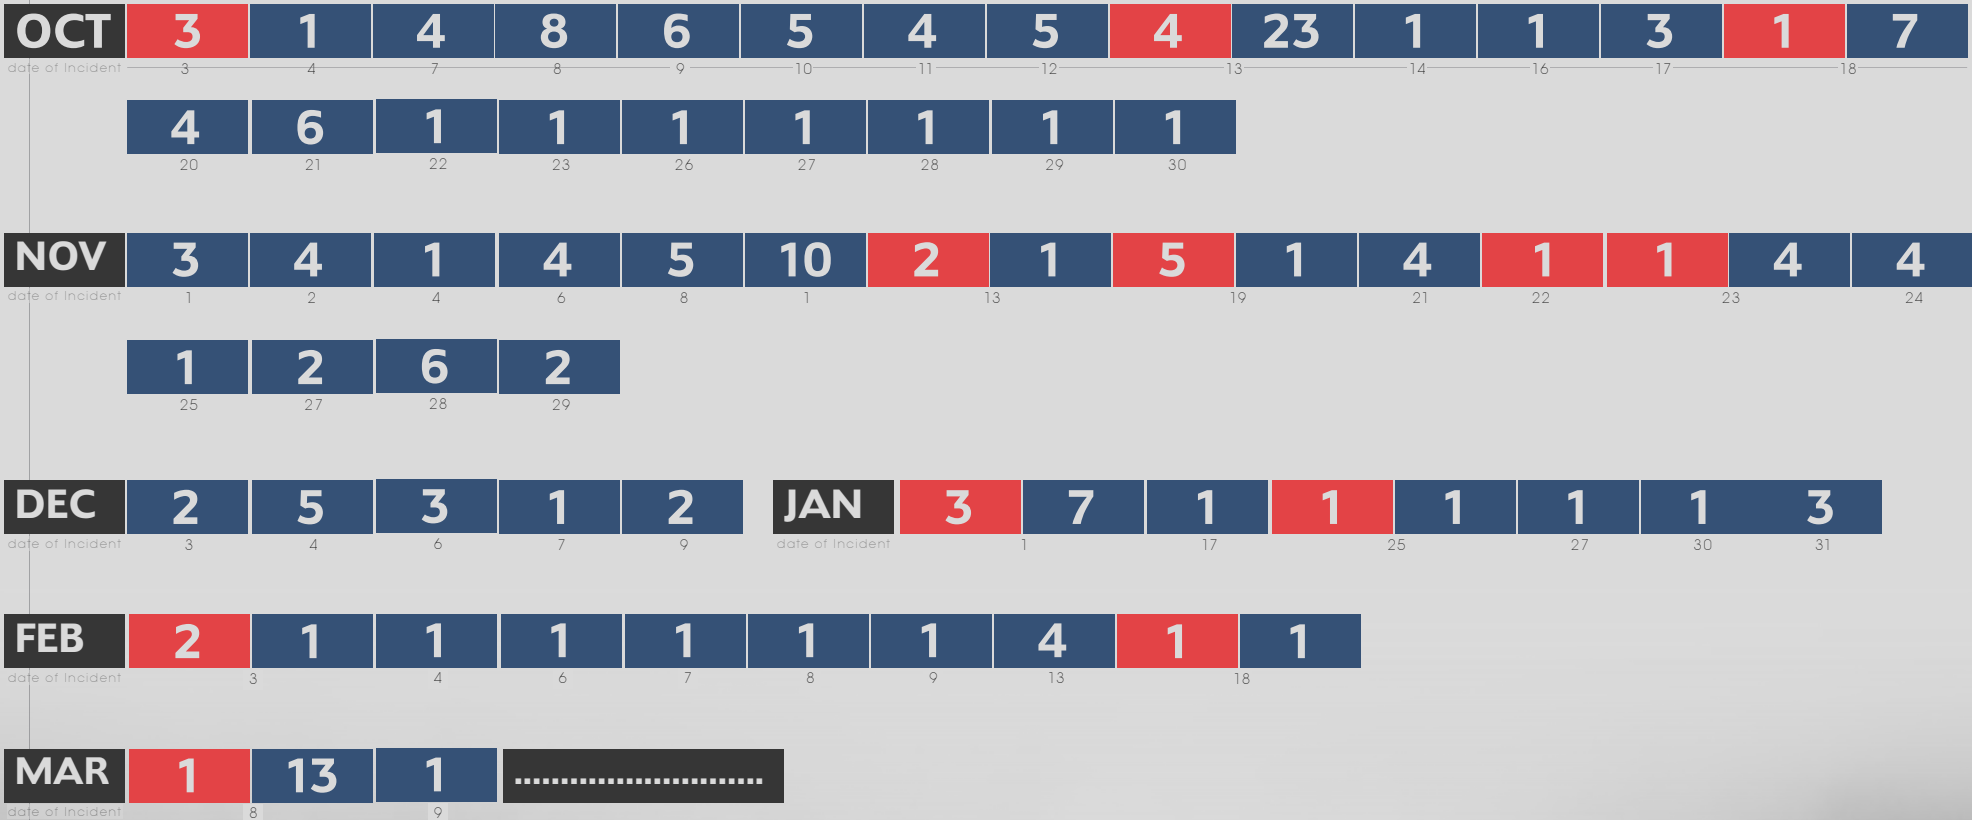 OCT 3 1 4 8 6 5 4 5 4 23 1 1 3 1 7
date of Incident 3 4 7 8 9 10 11 12 13 14 16 17 18
4 6 1 1 1 1 1 1 1
20 21 22 23 26 27 28 29 30
NOV 3 4 1 4 5 10 2 1 5 1 4 1 1 4 4
date of Incident 1 2 4 6 8 1 13 19 21 22 23 24
1 2 6 2
25 27 28 29
DEC 2 5 3 1 2 JAN 3 7 1 1 1 1 1 3
date of Incident 3 4 6 7 9 date of Incident 1 17 25 27 30 31
FEB 2 1 1 1 1 1 1 4 1 1
date of Incident 3 4 6 7 8 9 13 18
MAR 1 13 1 ...........................
date of Incident 8 9